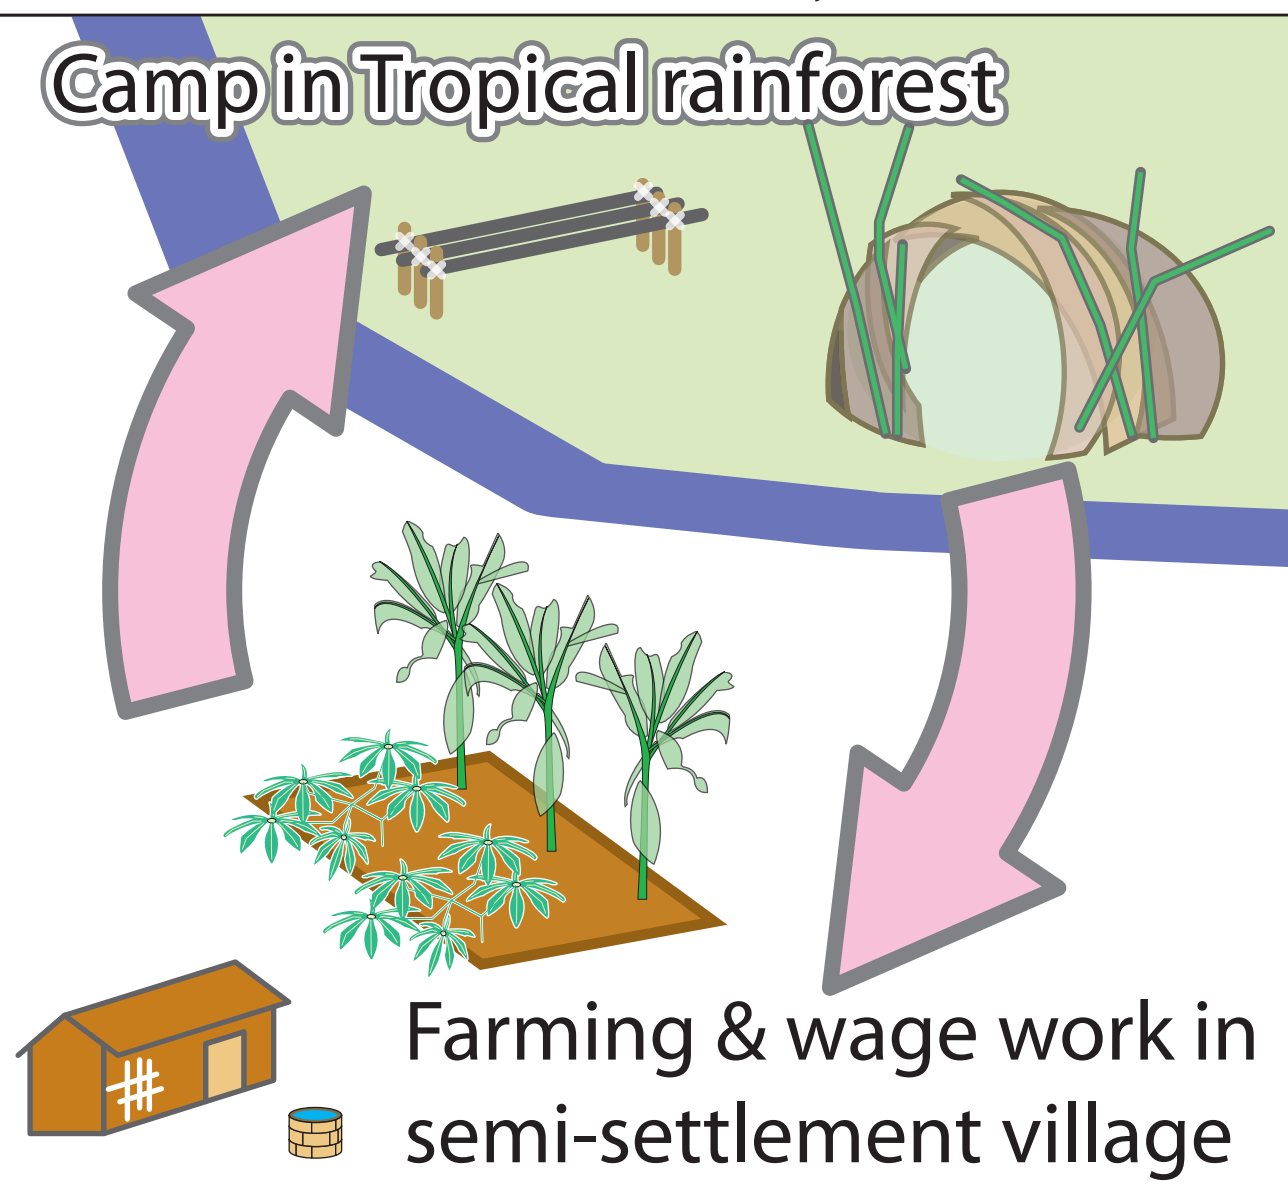 Camp in Tropical rainforest
Farming & wage work in
semi-settlement village